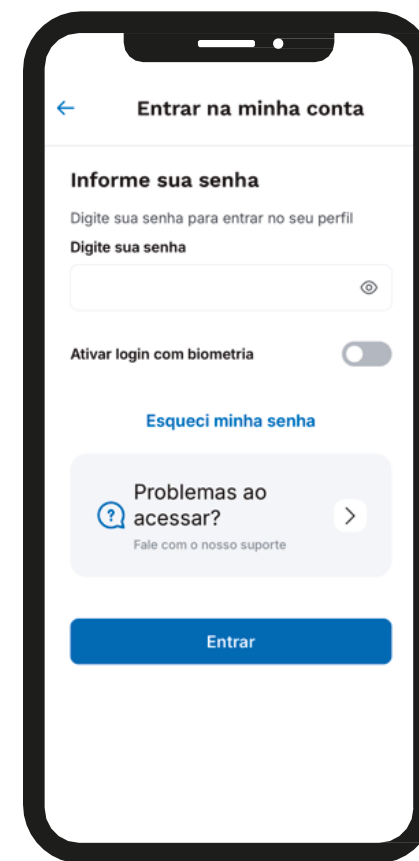 Entrar na minha conta
Informe sua senha
Digite sua senha para entrar no seu perfil
Digite sua senha
Ativar login com biometria
Esqueci minha senha
Problemas ao
acessar?
Fale com o nosso suporte
Entrar